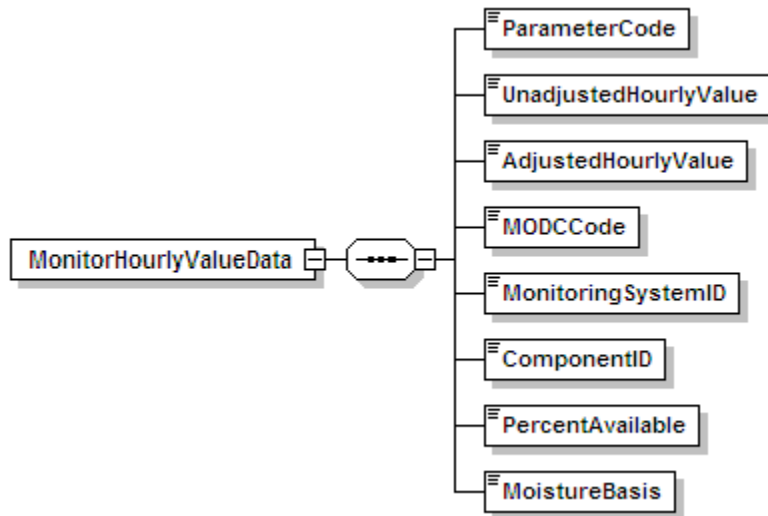 ParameterCode
UnadjustedHourlyValue
AdjustedHourlyValue
MODCCode
MonitorHourlyValueData
MonitoringSystemID
ComponentID
PercentAvailable
MoistureBasis